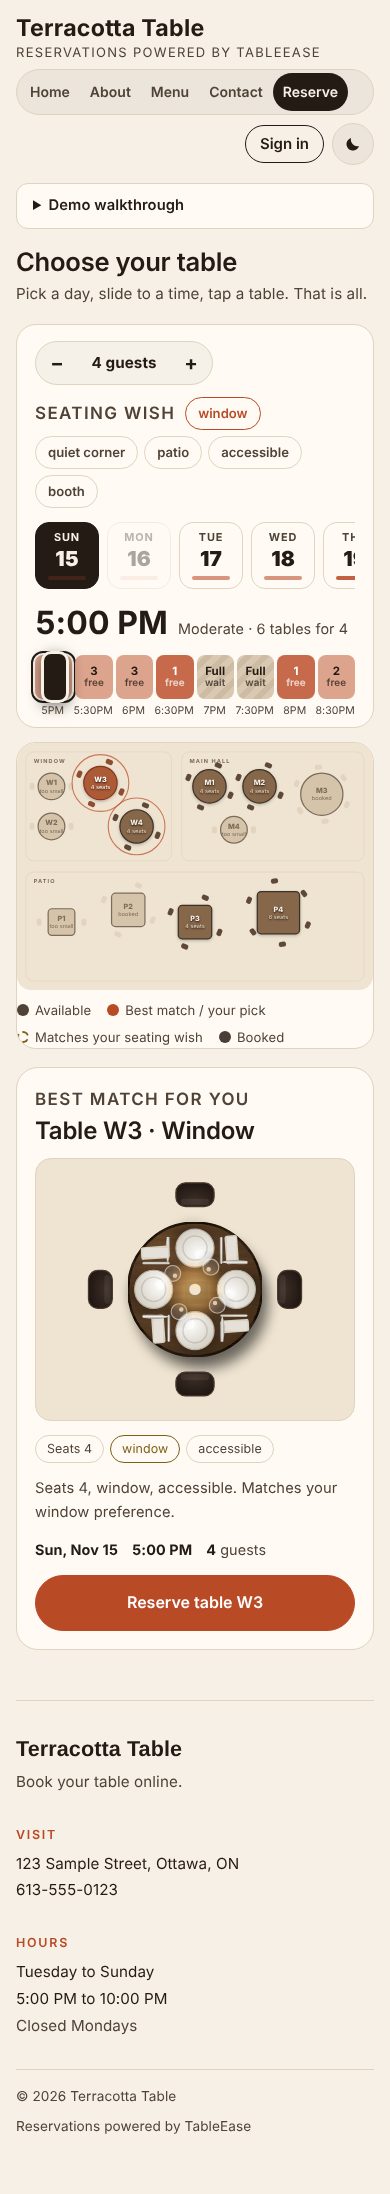 Terracotta Table
RESERVATIONS POWERED BY TABLEEASE
Home About Menu Contact Reserve
Sign in
Demo walkthrough
Choose your table
Pick a day, slide to a time, tap a table. That is all.
− 4 guests +
SEATING WISH window
quiet corner patio accessible
booth
SUN MON TUE WED
15 16 17 18
5:00 PM Moderate · 6 tables for 4
3 3 1 Full Full 1 2
free free free wait wait free free
5PM 5:30PM 6PM 6:30PM 7PM 7:30PM 8PM 8:30PM
WINDOW MAIN HALL
W1 too small
W3 4 seats
M1 4 seats
M2 4 seats
M3 booked
W2 too small
W4 4 seats
M4 too small
PATIO
P1 too small
P2 booked
P3 4 seats
P4 6 seats
Available Best match / your pick
Matches your seating wish Booked
BEST MATCH FOR YOU
Table W3 · Window
Seats 4 window accessible
Seats 4, window, accessible. Matches your
window preference.
Sun, Nov 15 5:00 PM 4 guests
Reserve table W3
Terracotta Table
Book your table online.
VISIT
123 Sample Street, Ottawa, ON
613-555-0123
HOURS
Tuesday to Sunday
5:00 PM to 10:00 PM
Closed Mondays
© 2026 Terracotta Table
Reservations powered by TableEase